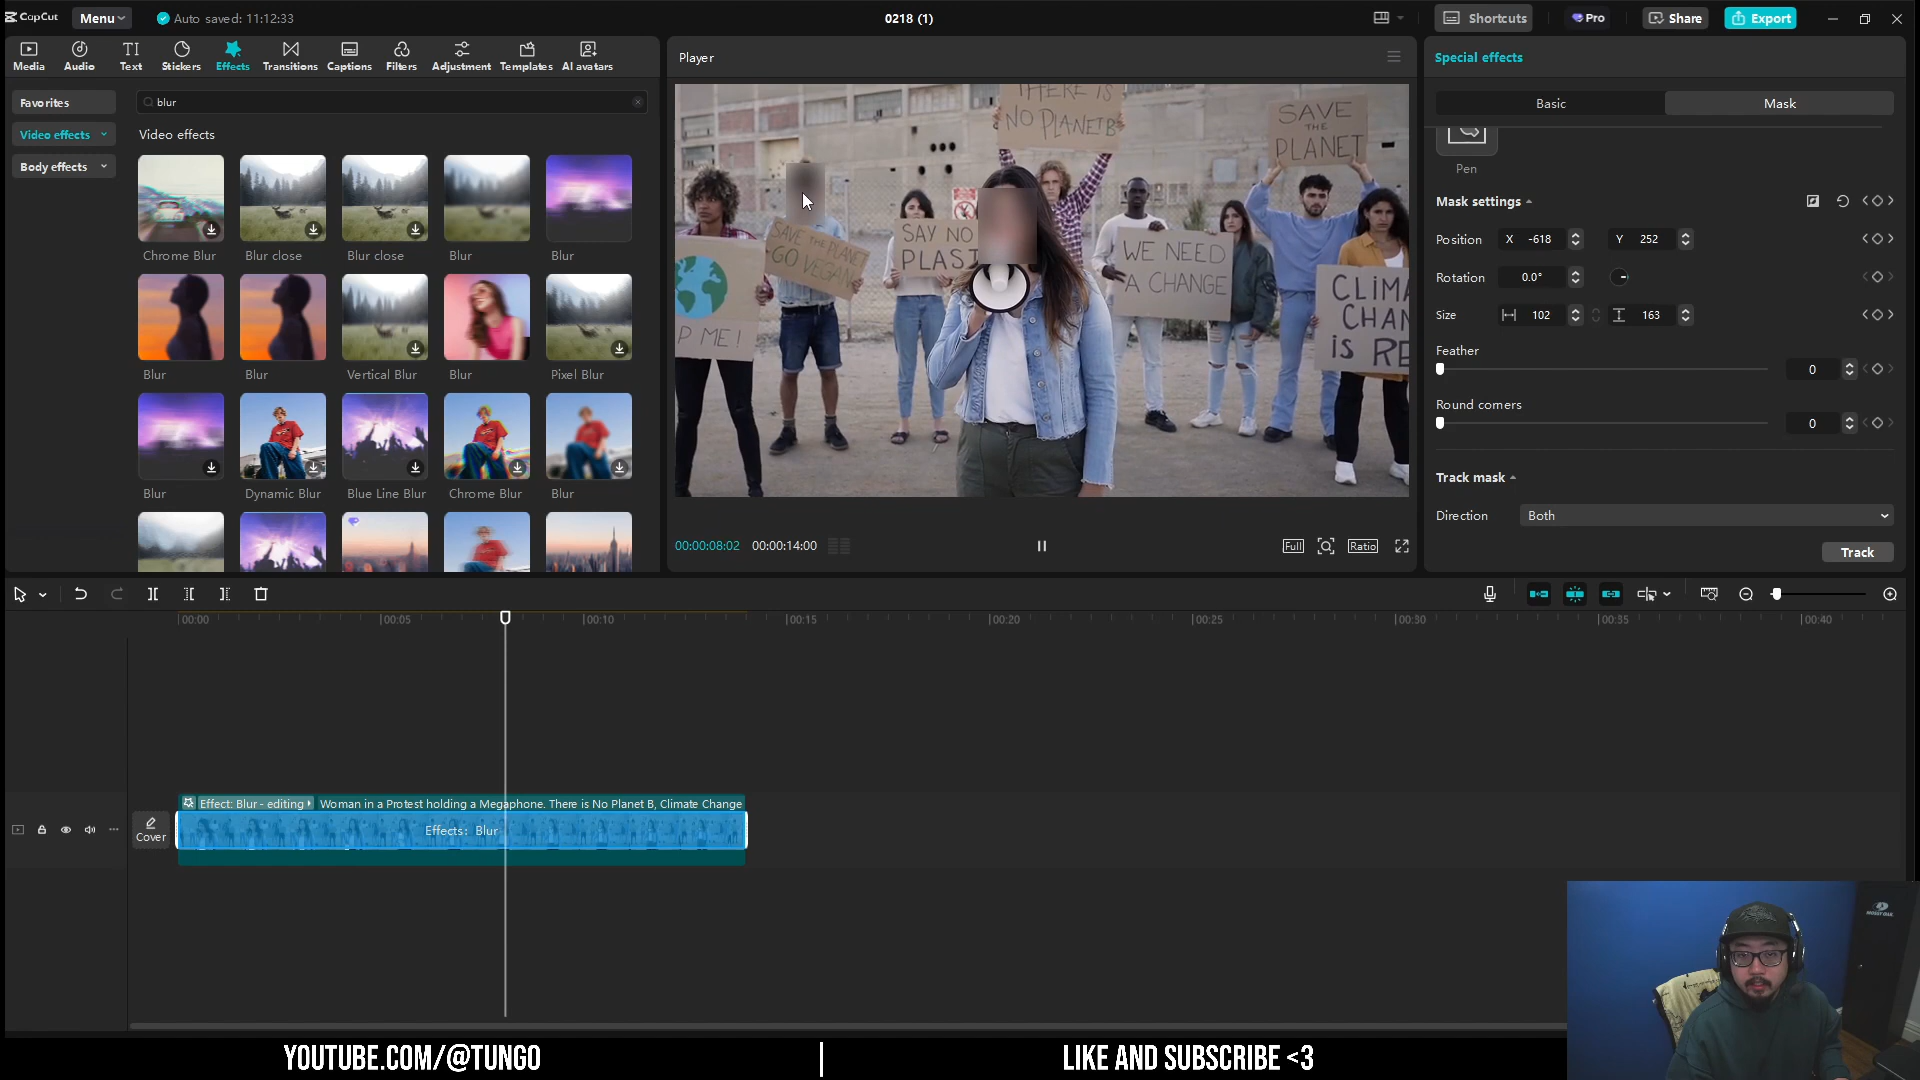 CapCut
Menu
Auto saved: 11:12:33
0218 (1)
Shortcuts
Pro
Share
Export
Media
Audio
Text
Stickers
Effects
Transitions
Captions
Filters
Adjustment
Templates
AI avatars
Favorites
Video effects
Body effects
blur
Video effects
Chrome Blur
Blur close
Blur close
Blur
Blur
Blur
Blur
Vertical Blur
Blur
Pixel Blur
Blur
Dynamic Blur
Blue Line Blur
Chrome Blur
Blur
Player
THERE IS
NO PLANET B
SAVE
THE
PLANET
SAVE THE PLANET
GO VEGAN
SAY NO
PLAST
WE NEED
A CHANGE
CLIMA
CHAN
is RE
P ME!
00:00:08:02
00:00:14:00
Full
Ratio
Special effects
Basic
Mask
Pen
Mask settings
Position X -618 Y 252
Rotation 0.0°
Size 102 163
Feather
0
Round corners
0
Track mask
Direction Both
Track
00:00
00:05
00:10
00:15
00:20
00:25
00:30
00:35
00:40
Effect: Blur - editing
Woman in a Protest holding a Megaphone. There is No Planet B, Climate Change
Cover
Effects: Blur
YOUTUBE.COM/@TUNGO
LIKE AND SUBSCRIBE <3